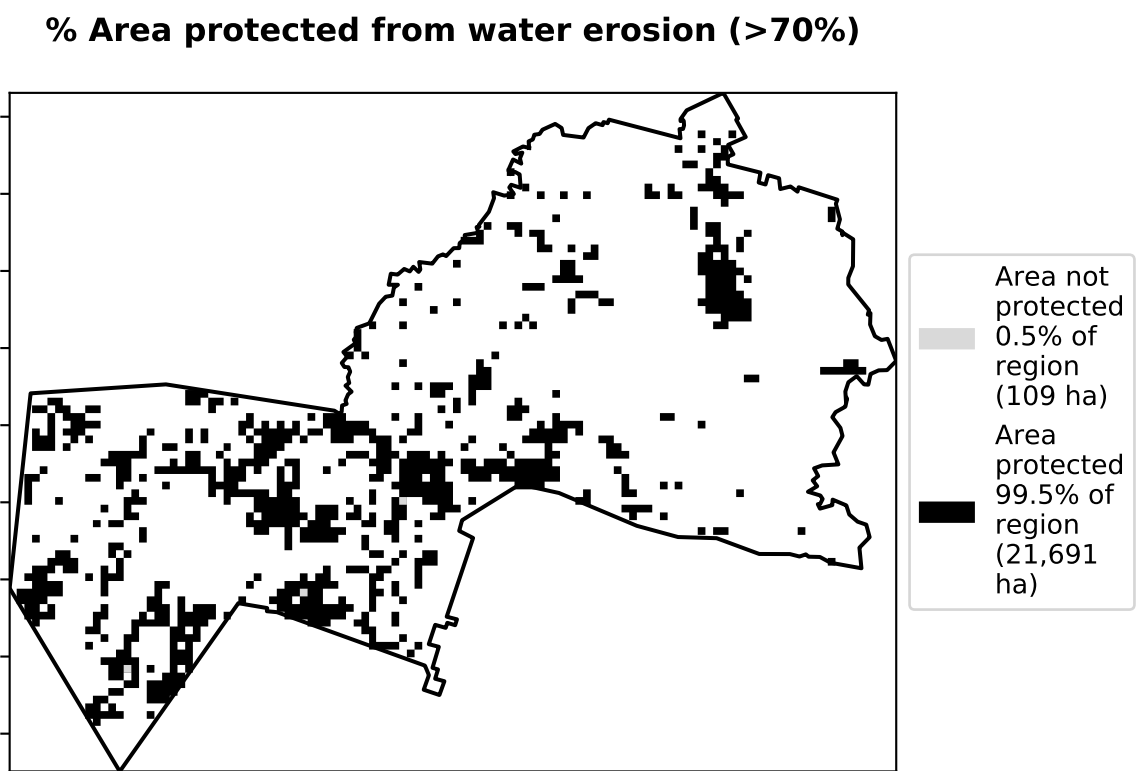 % Area protected from water erosion (>70%)
Area not
protected
0.5% of
region
(109 ha)
Area
protected
99.5% of
region
(21,691
ha)